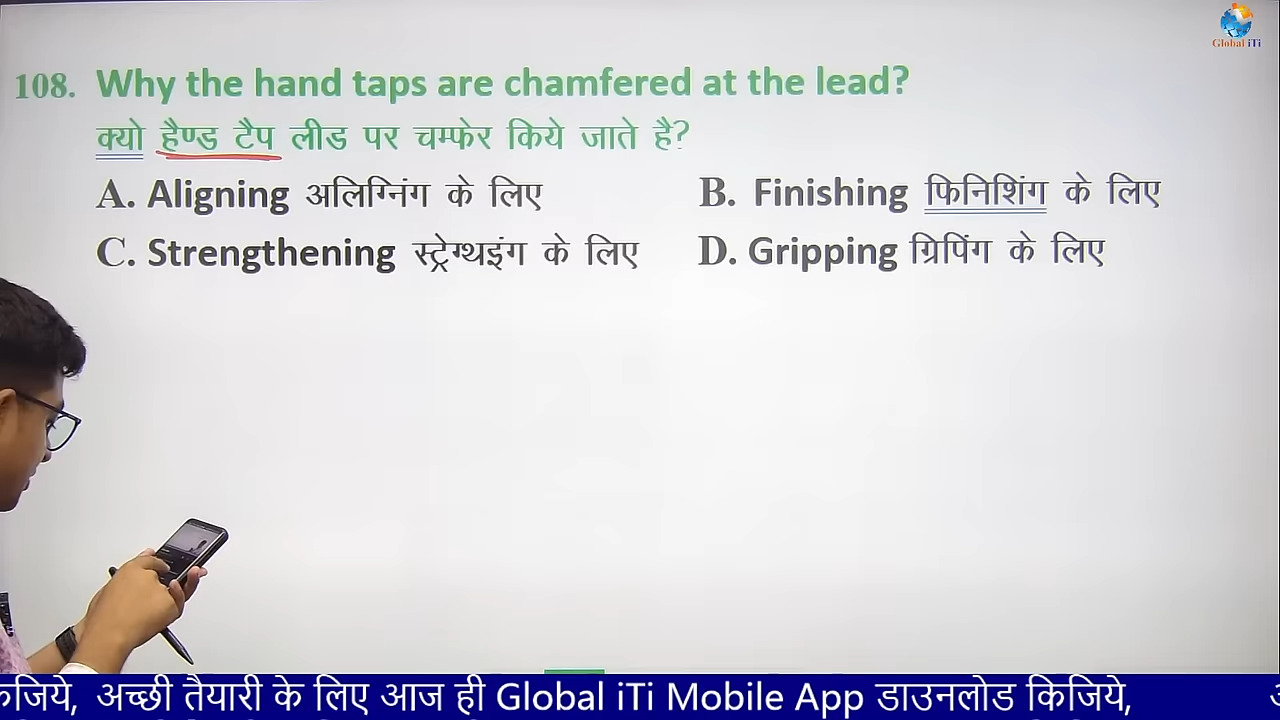 Global iTi
108. Why the hand taps are chamfered at the lead?
क्यो हैण्ड टैप लीड पर चम्फेर किये जाते है?
A. Aligning अलिग्निंग के लिए
B. Finishing फिनिशिंग के लिए
C. Strengthening स्ट्रेग्थइंग के लिए
D. Gripping ग्रिपिंग के लिए
अच्छी तैयारी के लिए आज ही Global iTi Mobile App डाउनलोड किजिये,